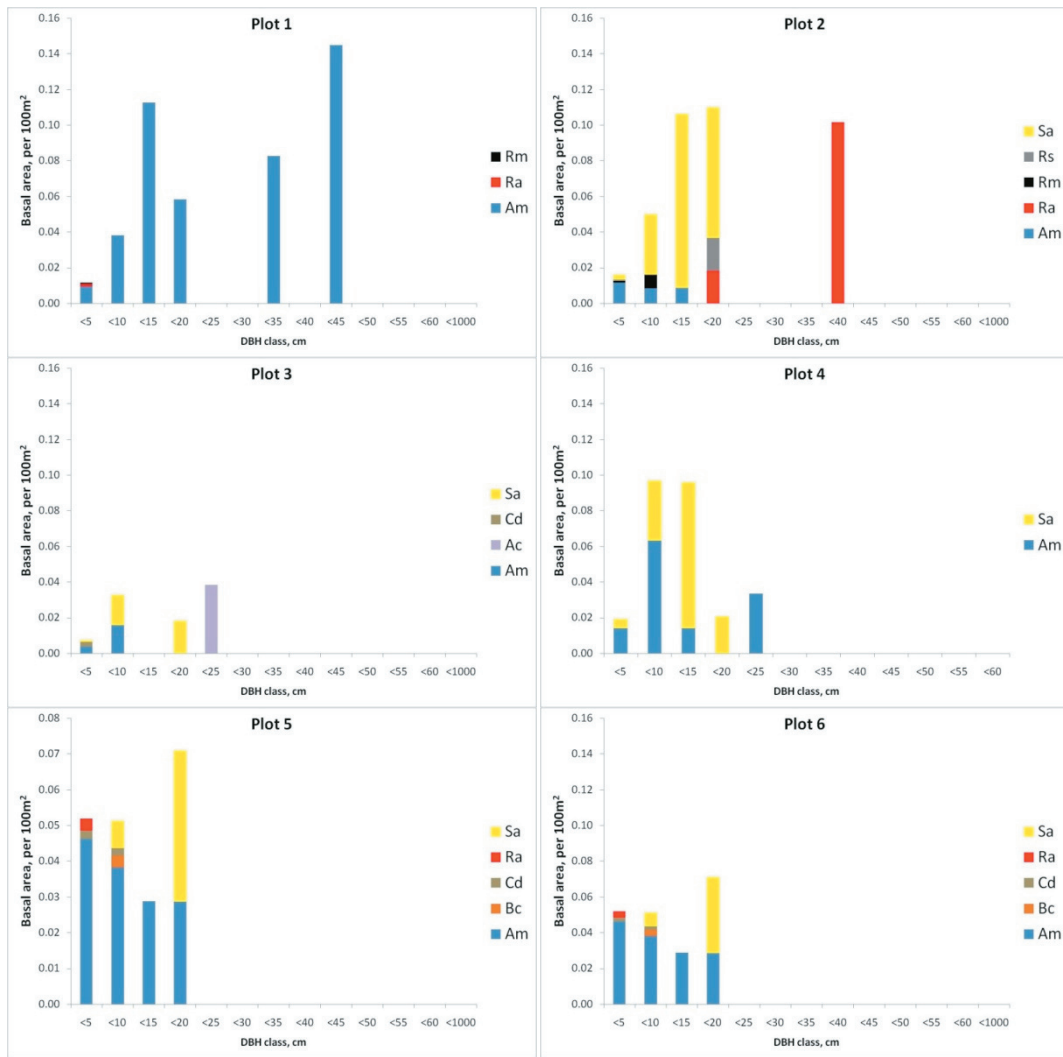 Plot 1
0.16
0.14
0.12
0.10
0.08
0.06
0.04
0.02
0.00
Basal area, per 100m²
<5 <10 <15 <20 <25 <30 <35 <40 <45 <50 <55 <60 <1000
DBH class, cm
Rm
Ra
Am
Plot 2
0.16
0.14
0.12
0.10
0.08
0.06
0.04
0.02
0.00
Basal area, per 100m²
<5 <10 <15 <20 <25 <30 <35 <40 <45 <50 <55 <60 <1000
DBH class, cm
Sa
Rs
Rm
Ra
Am
Plot 3
0.16
0.14
0.12
0.10
0.08
0.06
0.04
0.02
0.00
Basal area, per 100m²
<5 <10 <15 <20 <25 <30 <35 <40 <45 <50 <55 <60 <1000
DBH class, cm
Sa
Cd
Ac
Am
Plot 4
0.16
0.14
0.12
0.10
0.08
0.06
0.04
0.02
0.00
Basal area, per 100m²
<5 <10 <15 <20 <25 <30 <35 <40 <45 <50 <55 <60
DBH class, cm
Sa
Am
Plot 5
0.08
0.07
0.06
0.05
0.04
0.03
0.02
0.01
0.00
Basal area, per 100m²
<5 <10 <15 <20 <25 <30 <35 <40 <45 <50 <55 <60 <1000
DBH class, cm
Sa
Ra
Cd
Bc
Am
Plot 6
0.16
0.14
0.12
0.10
0.08
0.06
0.04
0.02
0.00
Basal area, per 100m²
<5 <10 <15 <20 <25 <30 <35 <40 <45 <50 <55 <60 <1000
DBH class, cm
Sa
Ra
Cd
Bc
Am